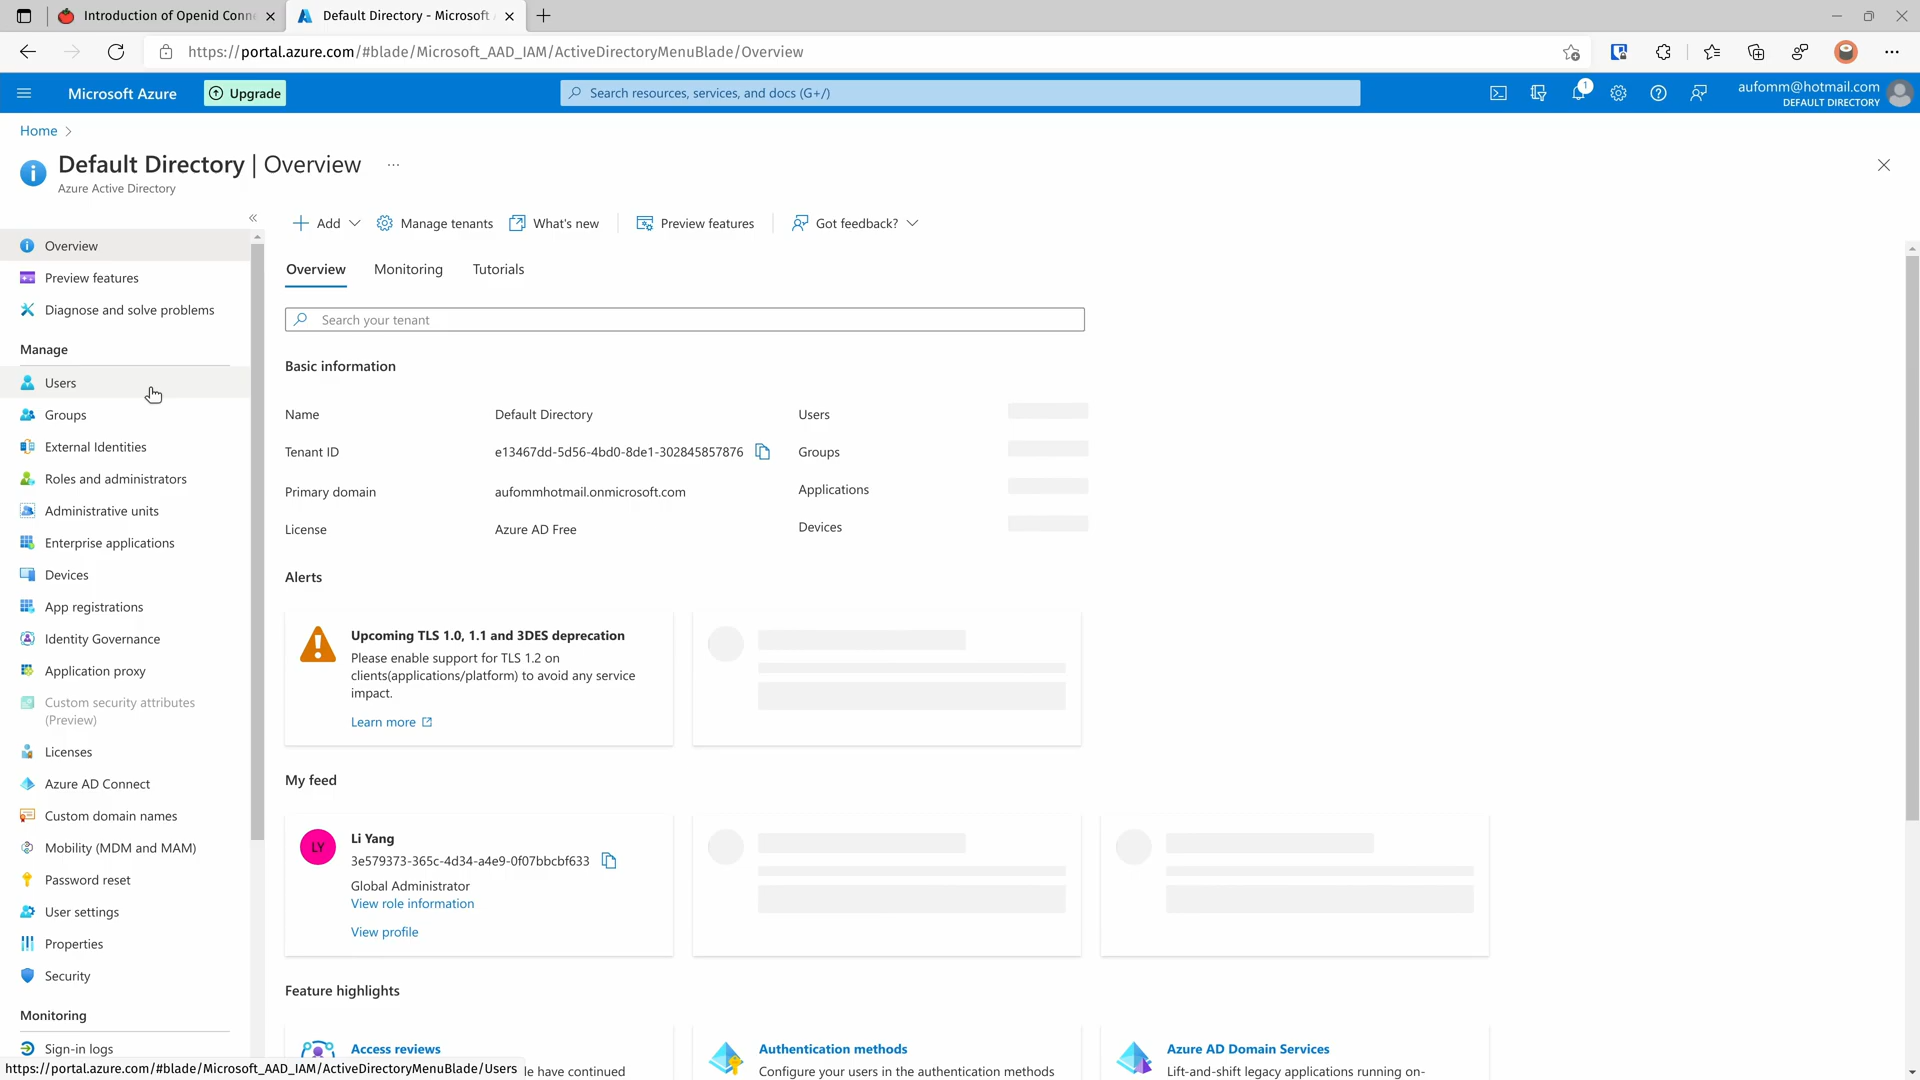 Introduction of Openid Conne
Default Directory - Microsoft A
https://portal.azure.com/#blade/Microsoft_AAD_IAM/ActiveDirectoryMenuBlade/Overview
Microsoft Azure
Upgrade
Search resources, services, and docs (G+/)
1
aufomm@hotmail.com
DEFAULT DIRECTORY
Home
Default Directory | Overview
Azure Active Directory
Overview
Preview features
Diagnose and solve problems
Manage
Users
Groups
External Identities
Roles and administrators
Administrative units
Enterprise applications
Devices
App registrations
Identity Governance
Application proxy
Custom security attributes
(Preview)
Licenses
Azure AD Connect
Custom domain names
Mobility (MDM and MAM)
Password reset
User settings
Properties
Security
Monitoring
Sign-in logs
https://portal.azure.com/#blade/Microsoft_AAD_IAM/ActiveDirectoryMenuBlade/Users
Add
Manage tenants
What's new
Preview features
Got feedback?
Overview
Monitoring
Tutorials
Search your tenant
Basic information
Name
Default Directory
Users
Tenant ID
e13467dd-5d56-4bd0-8de1-302845857876
Groups
Primary domain
aufommhotmail.onmicrosoft.com
Applications
License
Azure AD Free
Devices
Alerts
Upcoming TLS 1.0, 1.1 and 3DES deprecation
Please enable support for TLS 1.2 on
clients(applications/platform) to avoid any service
impact.
Learn more
My feed
LY
Li Yang
3e579373-365c-4d34-a4e9-0f07bbcbf633
Global Administrator
View role information
View profile
Feature highlights
Access reviews
le have continued
Authentication methods
Configure your users in the authentication methods
Azure AD Domain Services
Lift-and-shift legacy applications running on-